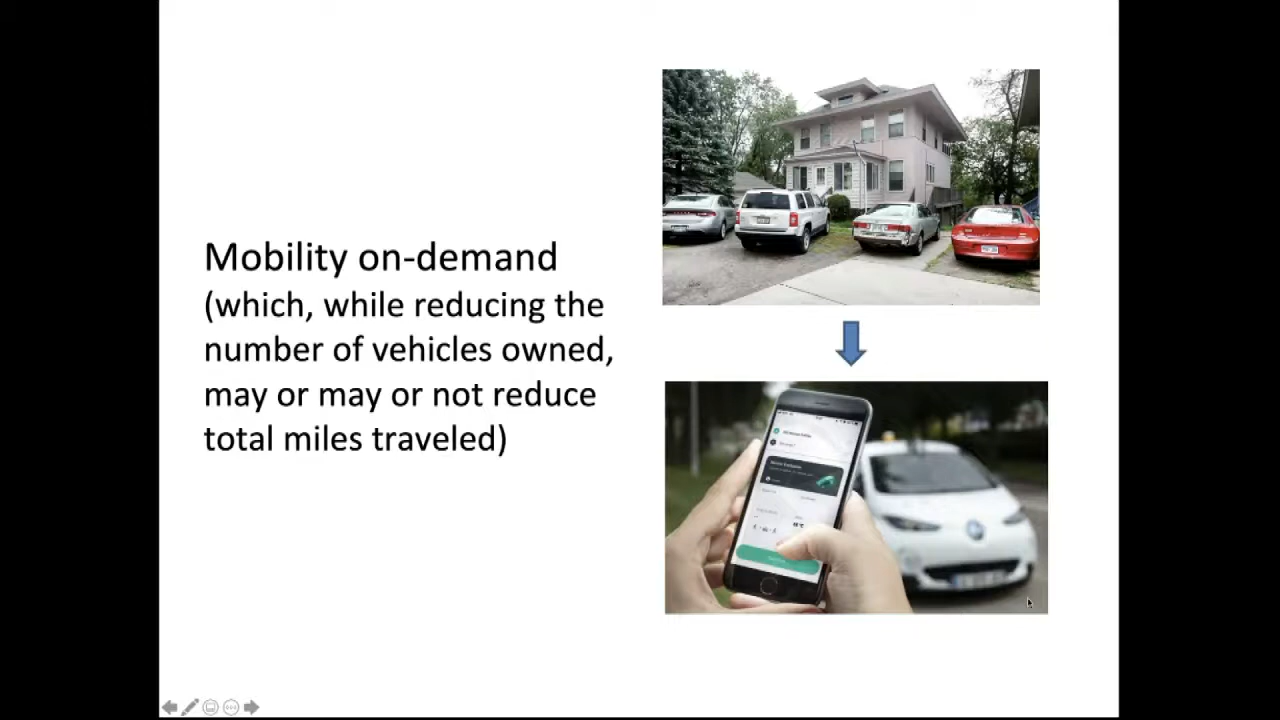 Mobility on-demand
(which, while reducing the
number of vehicles owned,
may or may or not reduce
total miles traveled)